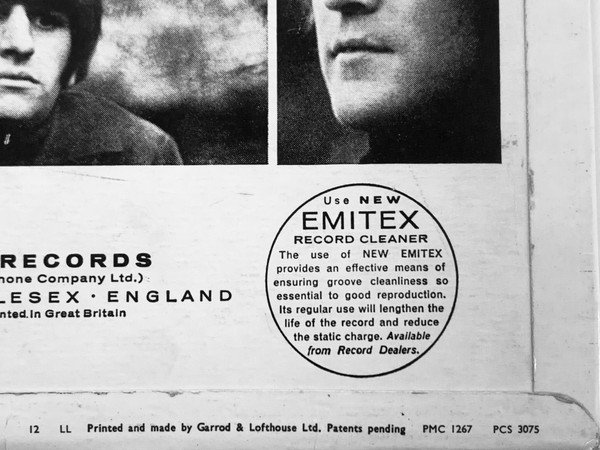 Use NEW
EMITEX
RECORD CLEANER
The use of NEW EMITEX
provides an effective means of
ensuring groove cleanliness so
essential to good reproduction.
Its regular use will lengthen the
life of the record and reduce
the static charge. Available
from Record Dealers.
RECORDS
hone Company Ltd.)
LESEX · ENGLAND
nted in Great Britain
12 LL Printed and made by Garrod & Lofthouse Ltd. Patents pending PMC 1267 PCS 3075